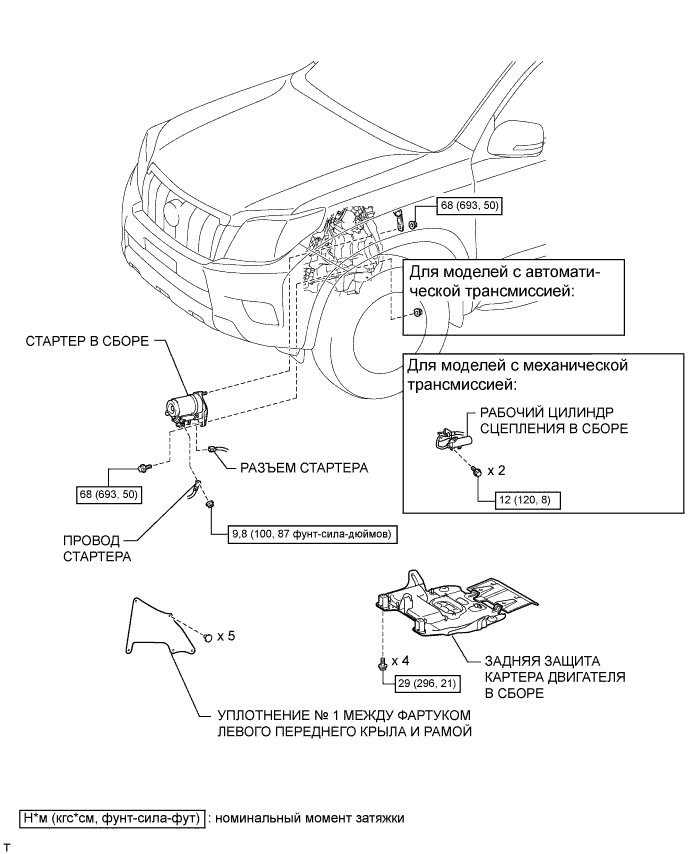 68 (693, 50)
Для моделей с автомати-
ческой трансмиссией:
СТАРТЕР В СБОРЕ
Для моделей с механической
трансмиссией:
РАБОЧИЙ ЦИЛИНДР
СЦЕПЛЕНИЯ В СБОРЕ
РАЗЪЕМ СТАРТЕРА
x 2
68 (693, 50)
12 (120, 8)
9,8 (100, 87 фунт-сила-дюймов)
ПРОВОД
СТАРТЕРА
x 5
x 4
ЗАДНЯЯ ЗАЩИТА
КАРТЕРА ДВИГАТЕЛЯ
В СБОРЕ
29 (296, 21)
УПЛОТНЕНИЕ № 1 МЕЖДУ ФАРТУКОМ
ЛЕВОГО ПЕРЕДНЕГО КРЫЛА И РАМОЙ
Н*м (кгс*см, фунт-сила-фут) : номинальный момент затяжки
T